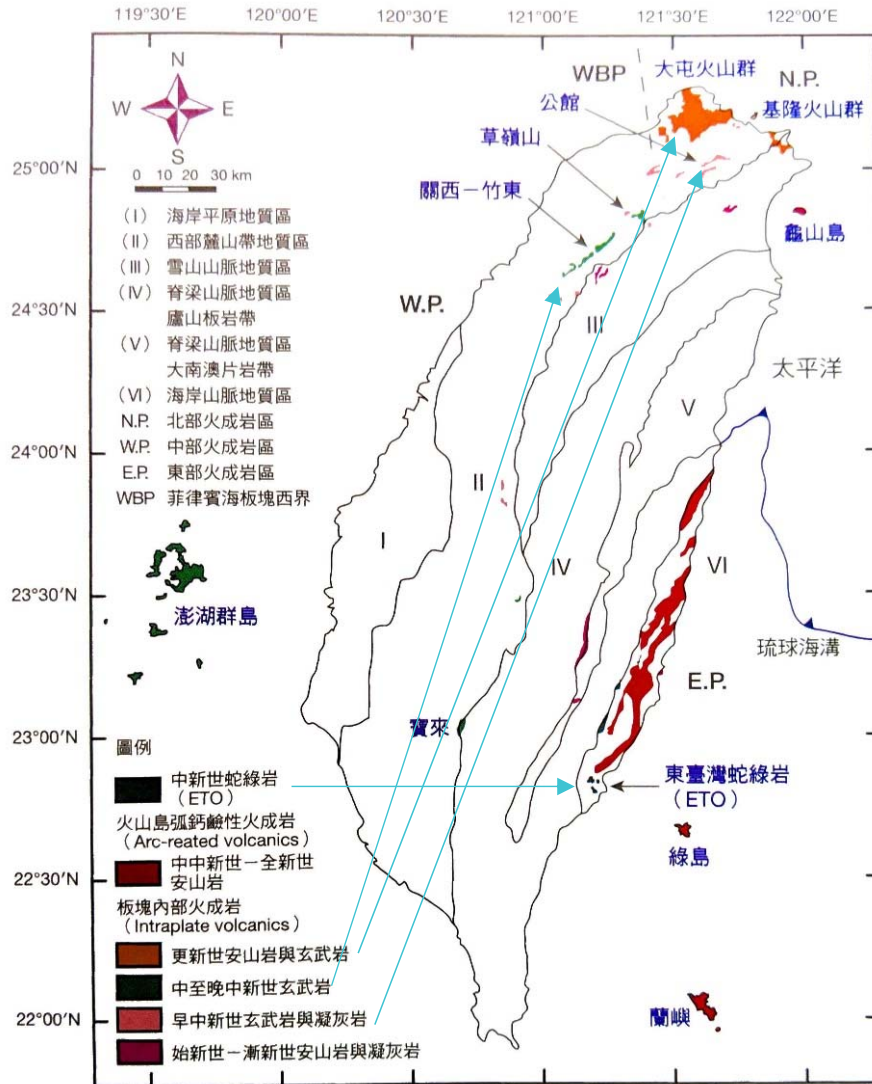 119°30'E 120°00'E 120°30'E 121°00'E 121°30'E 122°00'E
N
W E
S
0 10 20 30 km
WBP
大屯火山群
N.P.
公館
基隆火山群
草嶺山
關西－竹東
龜山島
25°00'N
24°30'N
24°00'N
23°30'N
23°00'N
22°30'N
22°00'N
(I) 海岸平原地質區
(II) 西部麓山帶地質區
(III) 雪山山脈地質區
(IV) 脊梁山脈地質區
廬山板岩帶
(V) 脊梁山脈地質區
大南澳片岩帶
(VI) 海岸山脈地質區
N.P. 北部火成岩區
W.P. 中部火成岩區
E.P. 東部火成岩區
WBP 菲律賓海板塊西界
W.P.
III
太平洋
V
II
I
IV
VI
澎湖群島
琉球海溝
E.P.
寶來
東臺灣蛇綠岩
(ETO)
綠島
蘭嶼
圖例
中新世蛇綠岩
(ETO)
火山島弧鈣鹼性火成岩
(Arc-reated volcanics)
中中新世－全新世
安山岩
板塊內部火成岩
(Intraplate volcanics)
更新世安山岩與玄武岩
中至晚中新世玄武岩
早中新世玄武岩與凝灰岩
始新世－漸新世安山岩與凝灰岩